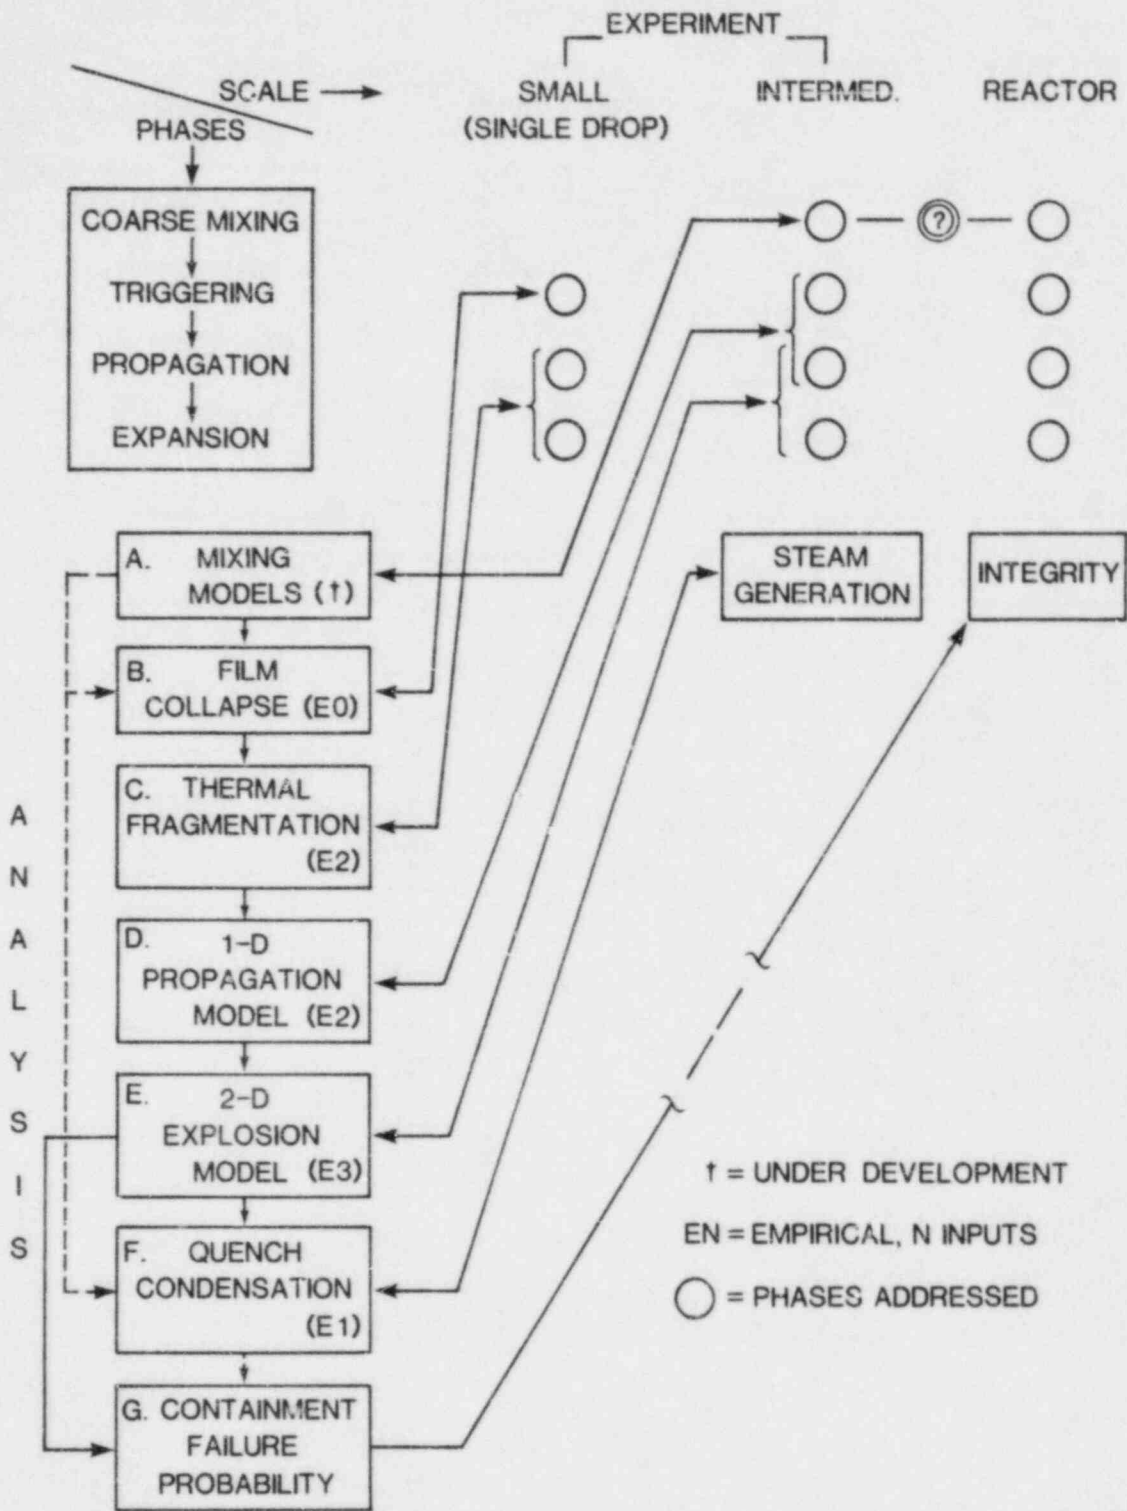 EXPERIMENT
SCALE
SMALL
(SINGLE DROP)
INTERMED.
REACTOR
PHASES
COARSE MIXING
TRIGGERING
PROPAGATION
EXPANSION
?
A. MIXING
MODELS (†)
B. FILM
COLLAPSE (E0)
C. THERMAL
FRAGMENTATION
(E2)
D. 1-D
PROPAGATION
MODEL (E2)
E. 2-D
EXPLOSION
MODEL (E3)
F. QUENCH
CONDENSATION
(E1)
G. CONTAINMENT
FAILURE
PROBABILITY
STEAM
GENERATION
INTEGRITY
ANALYSIS
† = UNDER DEVELOPMENT
EN = EMPIRICAL, N INPUTS
= PHASES ADDRESSED